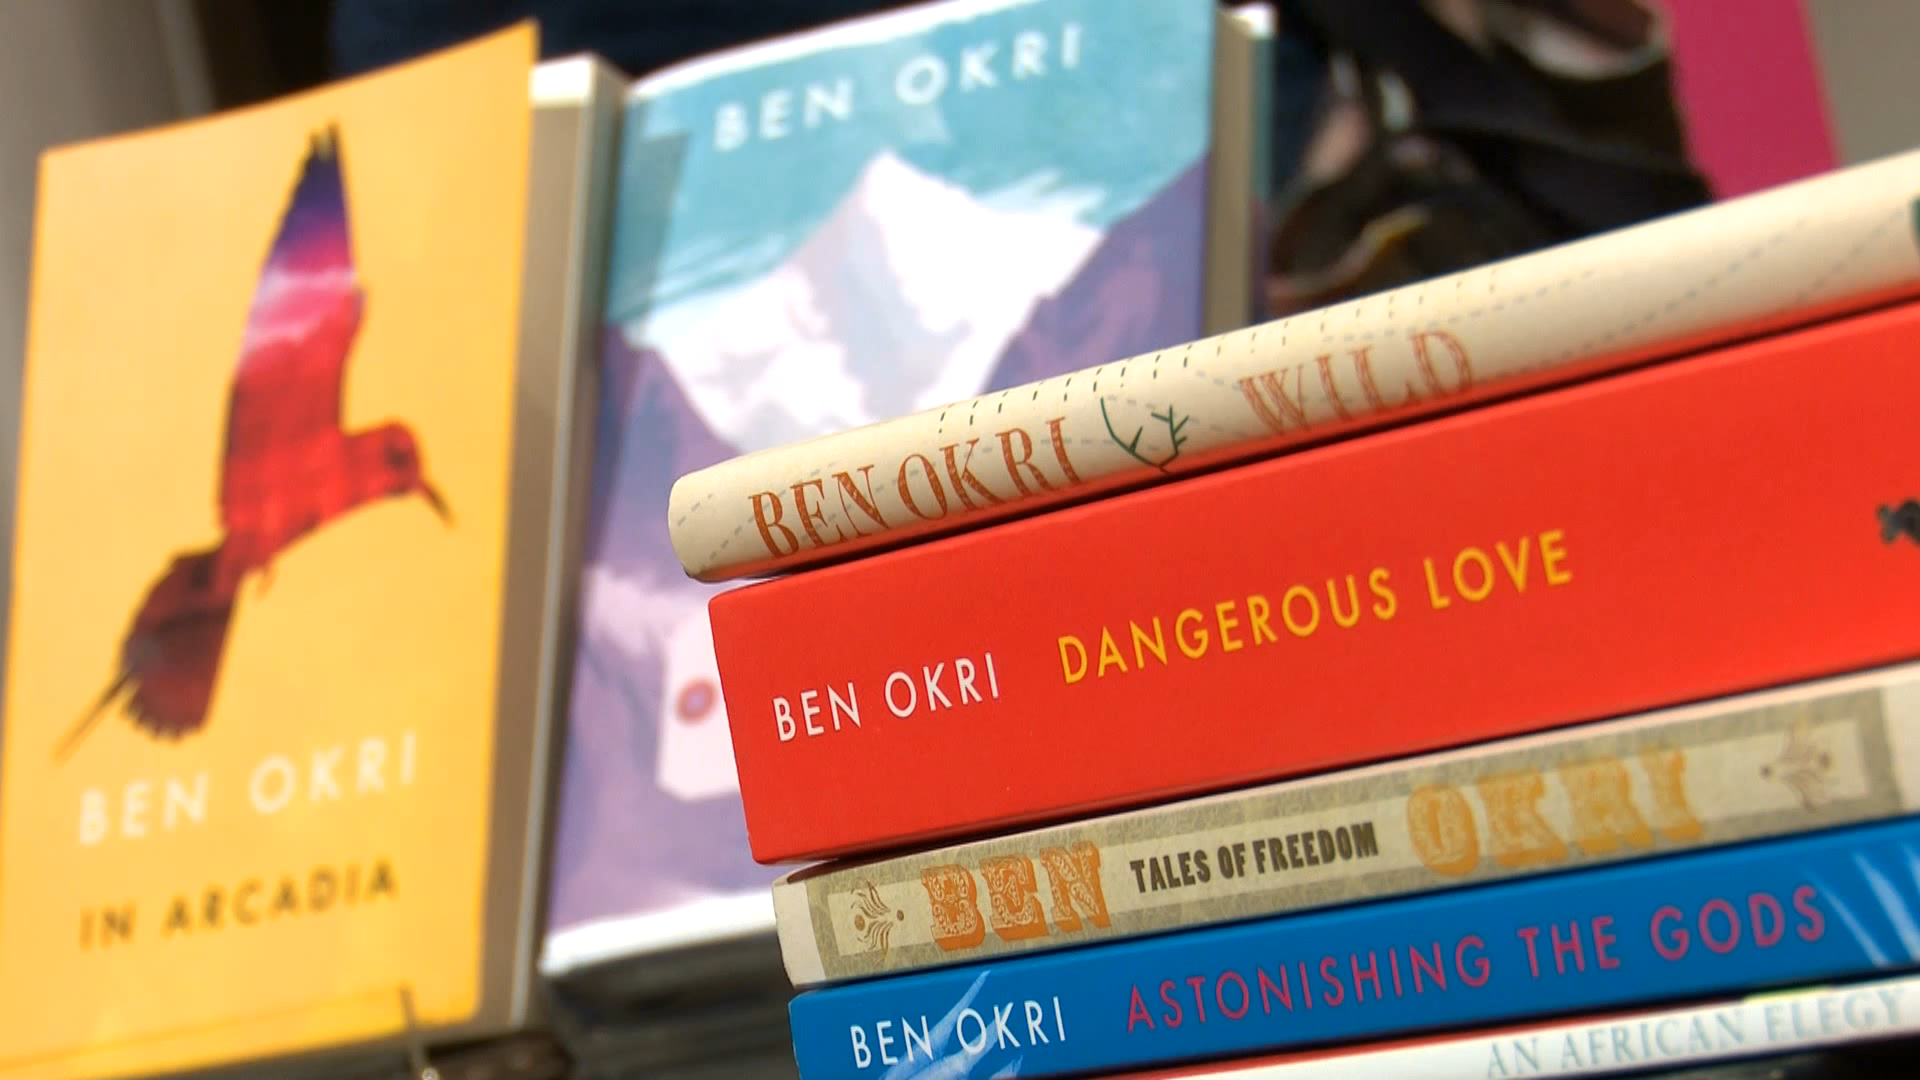 BEN OKRI
IN ARCADIA
BEN OKRI
BEN OKRI WILD
BEN OKRI DANGEROUS LOVE
BEN TALES OF FREEDOM OKRI
BEN OKRI ASTONISHING THE GODS
AN AFRICAN ELEGY